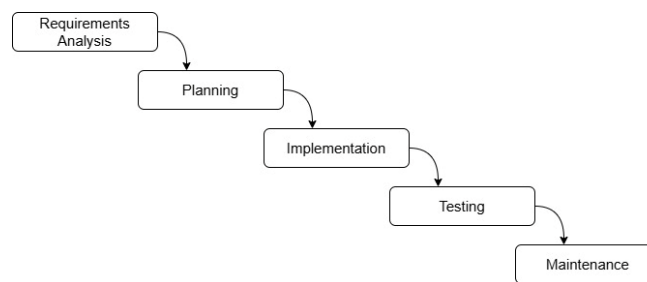 Requirements
Analysis
Planning
Implementation
Testing
Maintenance